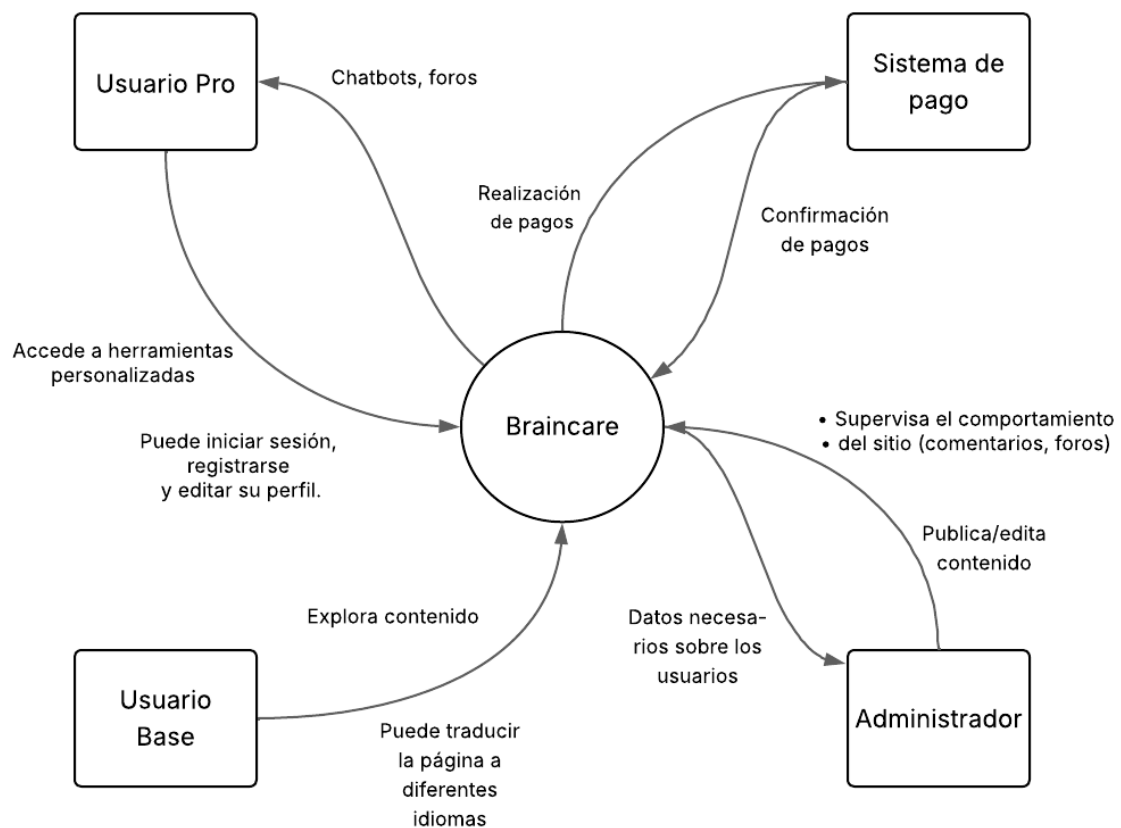 Usuario Pro
Chatbots, foros
Sistema de
pago
Realización
de pagos
Confirmación
de pagos
Accede a herramientas
personalizadas
Puede iniciar sesión,
registrarse
y editar su perfil.
Braincare
• Supervisa el comportamiento
• del sitio (comentarios, foros)
Publica/edita
contenido
Explora contenido
Datos necesa-
rios sobre los
usuarios
Usuario
Base
Puede traducir
la página a
diferentes
idiomas
Administrador